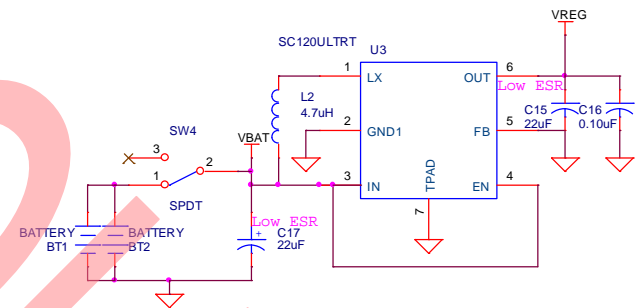 VREG
SC120ULTRT
U3
1
LX
OUT
6
Low ESR
L2
4.7uH
C15
22uF
C16
0.10uF
SW4
VBAT
2
GND1
FB
5
3
2
1
3
IN
TPAD
EN
4
SPDT
7
Low ESR
BATTERY
BT1
BATTERY
BT2
+
C17
22uF